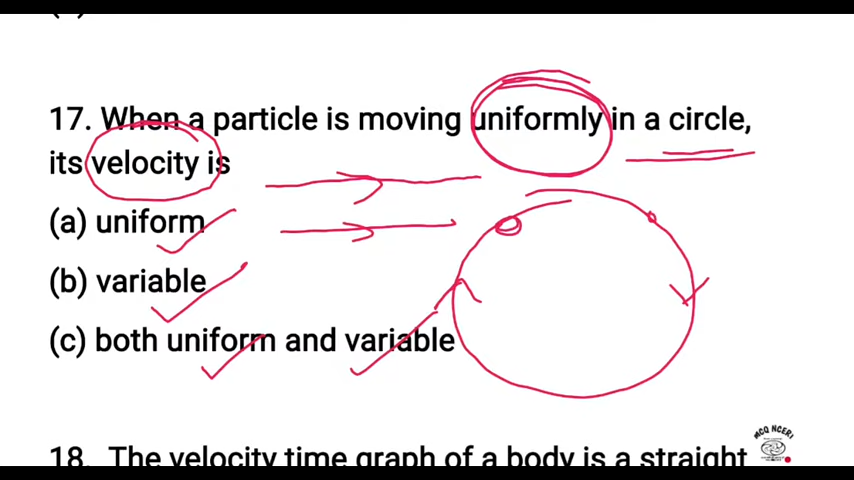 17. When a particle is moving uniformly in a circle,
its velocity is
(a) uniform
(b) variable
(c) both uniform and variable
MCQ NCERT
18. The velocity time graph of a body is a straight